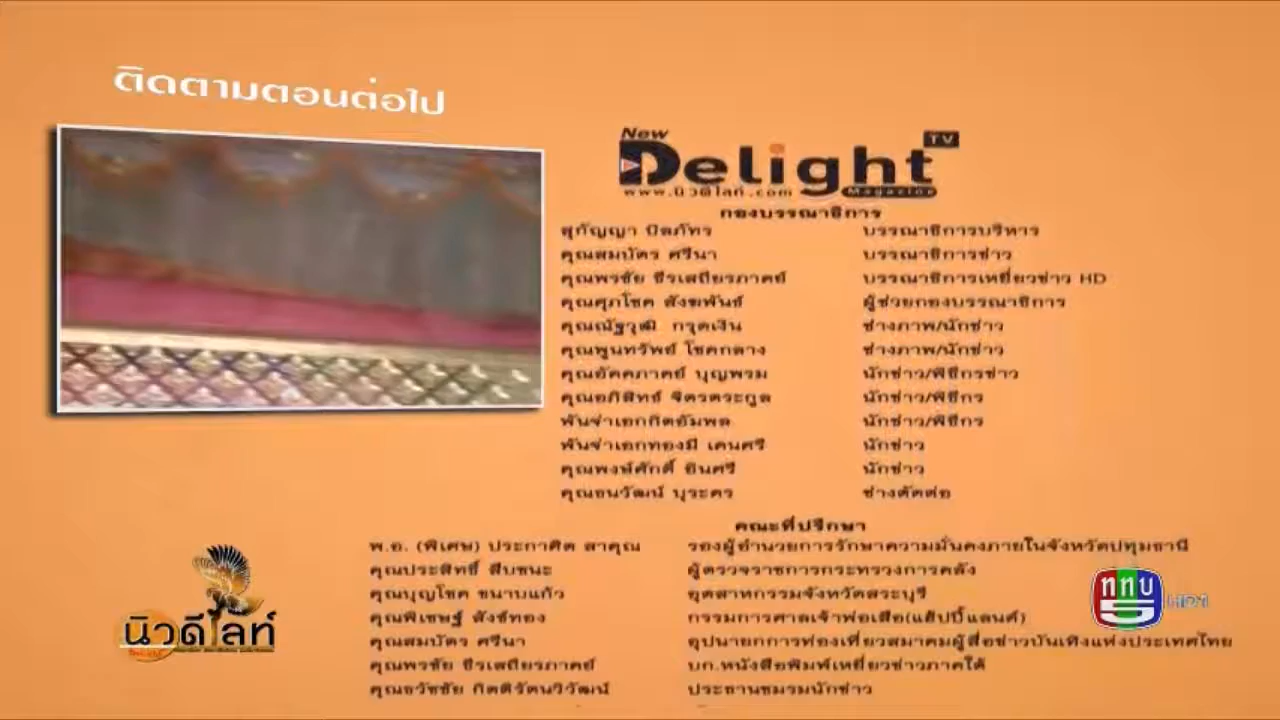 ติดตามตอนต่อไป
New
Delight TV
www.นิวดีไลท์.com Magazine
กองบรรณาธิการ
สุกัญญา ปิลภัทร บรรณาธิการบริหาร
คุณสมบัตร ศรีนา บรรณาธิการข่าว
คุณพรชัย ธีรเสถียรภาคย์ บรรณาธิการเหยี่ยวข่าว HD
คุณศุภโชค สังฆพันธ์ ผู้ช่วยกองบรรณาธิการ
คุณณัฐวุฒิ กรุดเงิน ช่างภาพ/นักข่าว
คุณพูนทรัพย์ โชคกลาง ช่างภาพ/นักข่าว
คุณอัคคภาคย์ บุญพรม นักข่าว/พิธีกรข่าว
คุณอภิสิทธ์ จิตรตระกูล นักข่าว/พิธีกร
พันจ่าเอกกิตอัมพล นักข่าว/พิธีกร
พันจ่าเอกทองมี เคนศรี นักข่าว
คุณพงษ์ศักดิ์ อินศรี นักข่าว
คุณธนวัฒน์ บุระคร ช่างตัดต่อ
คณะที่ปรึกษา
พ.อ. (พิเศษ) ประกาศิต สาคุณ รองผู้อำนวยการรักษาความมั่นคงภายในจังหวัดปทุมธานี
คุณประสิทธิ์ สืบชนะ ผู้ตรวจราชการกระทรวงการคลัง
คุณบุญโชค ขนาบแก้ว อุตสาหกรรมจังหวัดสระบุรี
คุณพิเชษฐ์ สังข์ทอง กรรมการศาลเจ้าพ่อเสือ(แฮ้ปปี้แลนด์)
คุณสมบัตร ศรีนา อุปนายกการท่องเที่ยวสมาคมผู้สื่อข่าวบันเทิงแห่งประเทศไทย
คุณพรชัย ธีรเสถียรภาคย์ บก.หนังสือพิมพ์เหยี่ยวข่าวภาคใต้
คุณธวัชชัย กิตติรัตนวิวัฒน์ ประธานชมรมนักข่าว
นิวดีไลท์
ททบ 5 HD1